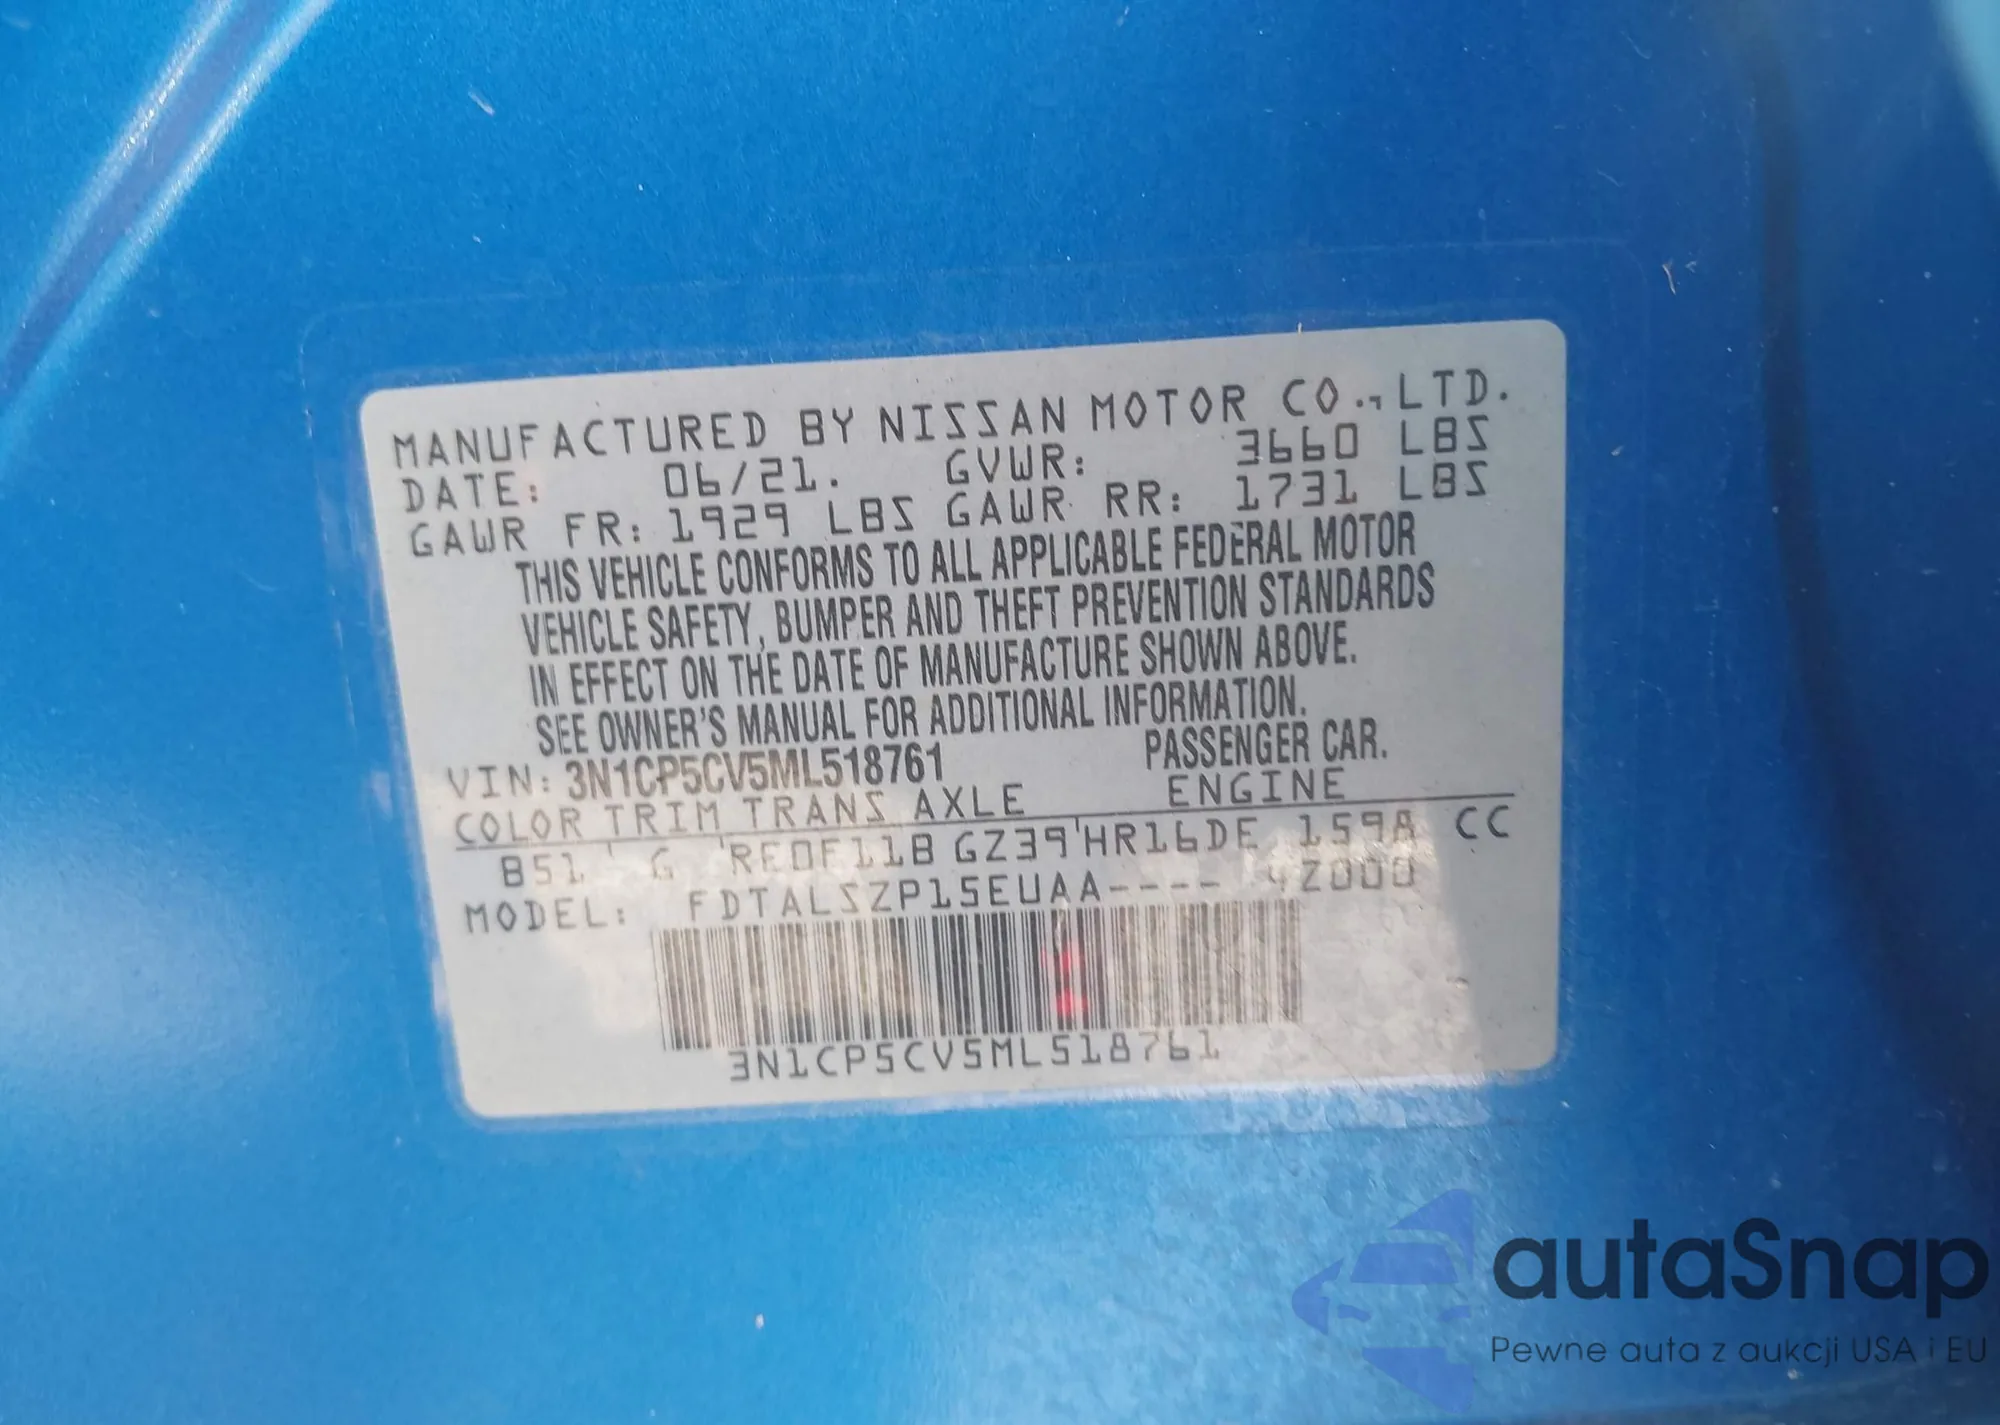 MANUFACTURED BY NISSAN MOTOR CO., LTD.
DATE: 06/21. GVWR: 3660 LBS
GAWR FR: 1929 LBS GAWR RR: 1731 LBS
THIS VEHICLE CONFORMS TO ALL APPLICABLE FEDERAL MOTOR
VEHICLE SAFETY, BUMPER AND THEFT PREVENTION STANDARDS
IN EFFECT ON THE DATE OF MANUFACTURE SHOWN ABOVE.
SEE OWNER'S MANUAL FOR ADDITIONAL INFORMATION.
VIN: 3N1CP5CV5ML518761 PASSENGER CAR.
COLOR TRIM TRANS AXLE ENGINE
B51 G RE0F11B GZ39 HR16DE 1598 CC
MODEL: FDTALSZP15EUAA---- 4Z000
3N1CP5CV5ML518761
autaSnap
Pewne auta z aukcji USA i EU